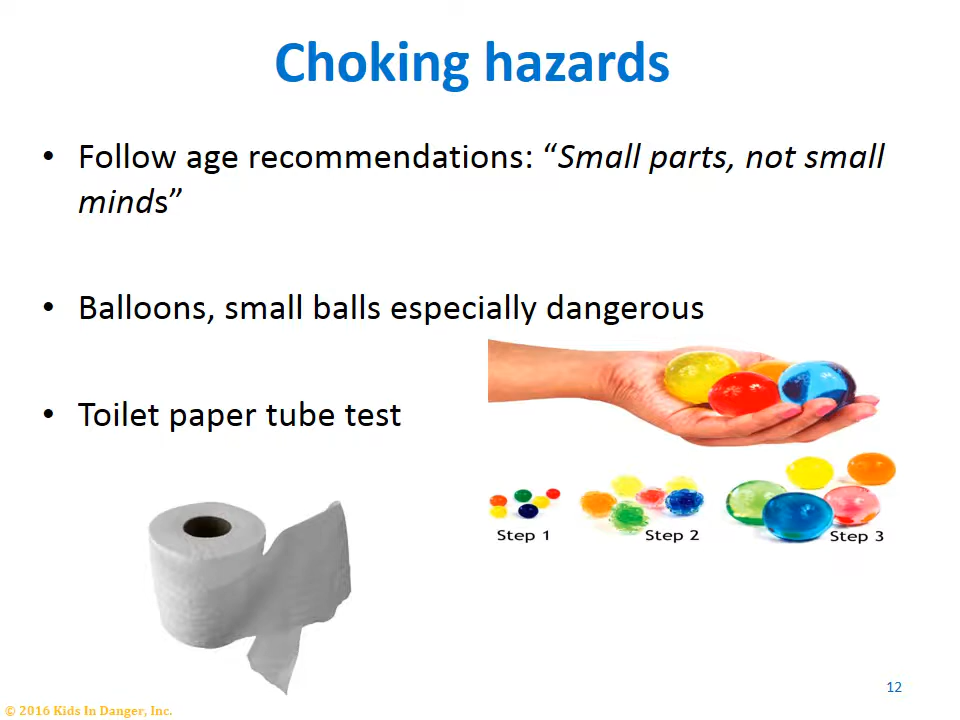 Choking hazards
• Follow age recommendations: “Small parts, not small
minds”
• Balloons, small balls especially dangerous
• Toilet paper tube test
Step 1
Step 2
Step 3
12
© 2016 Kids In Danger, Inc.